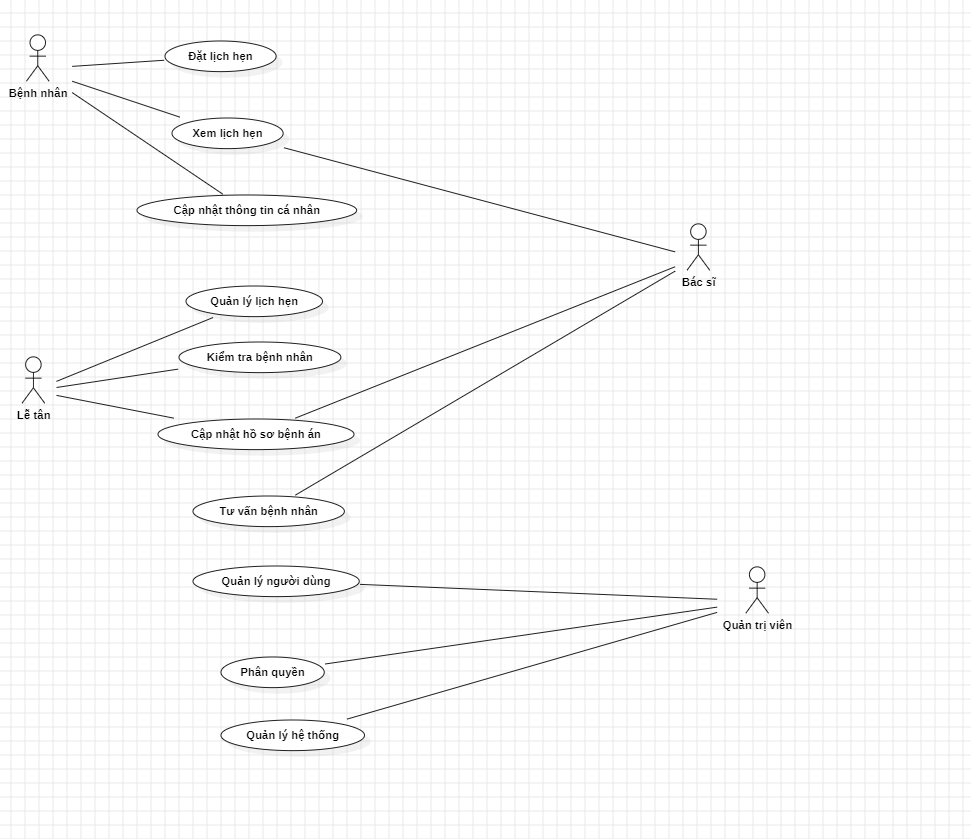 Đặt lịch hẹn
Bệnh nhân
Xem lịch hẹn
Cập nhật thông tin cá nhân
Bác sĩ
Quản lý lịch hẹn
Kiểm tra bệnh nhân
Lễ tân
Cập nhật hồ sơ bệnh án
Tư vấn bệnh nhân
Quản lý người dùng
Quản trị viên
Phân quyền
Quản lý hệ thống